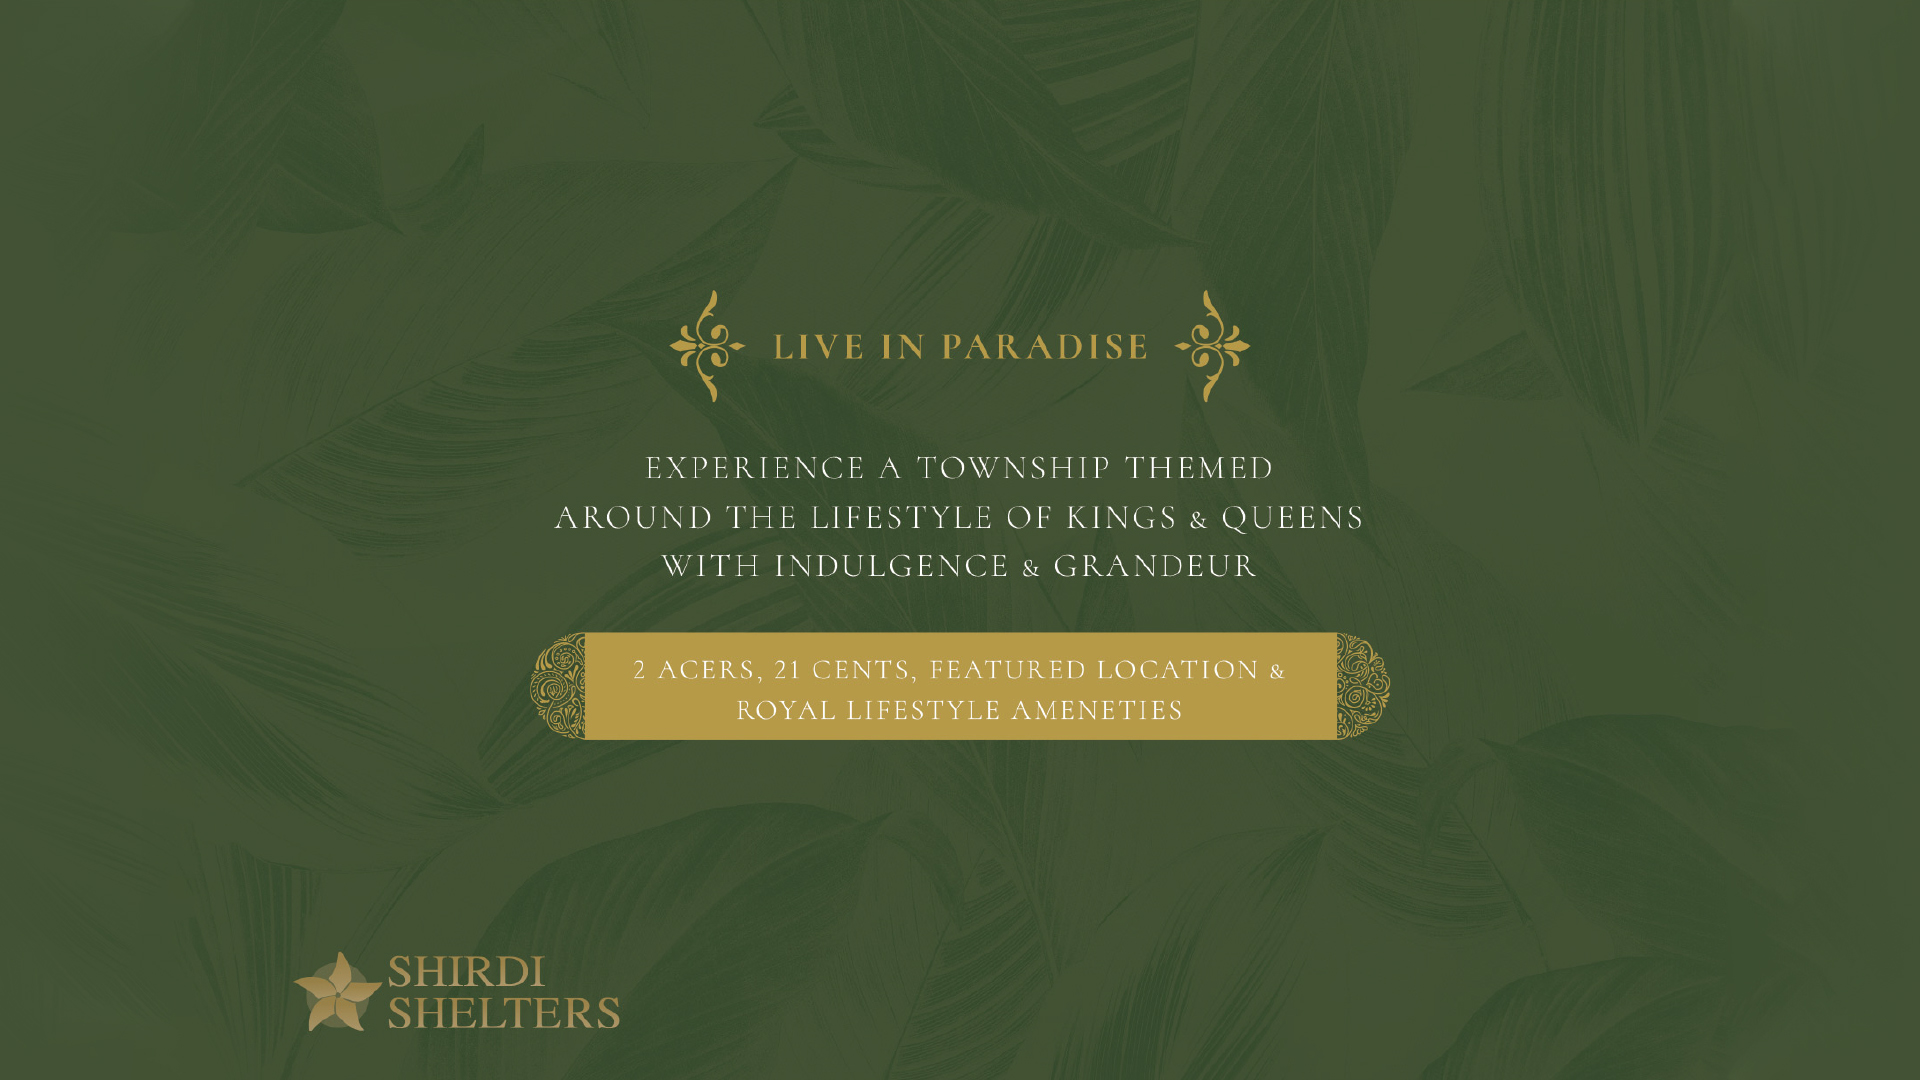 LIVE IN PARADISE
EXPERIENCE A TOWNSHIP THEMED
AROUND THE LIFESTYLE OF KINGS & QUEENS
WITH INDULGENCE & GRANDEUR
2 ACERS, 21 CENTS, FEATURED LOCATION &
ROYAL LIFESTYLE AMENETIES
SHIRDI
SHELTERS